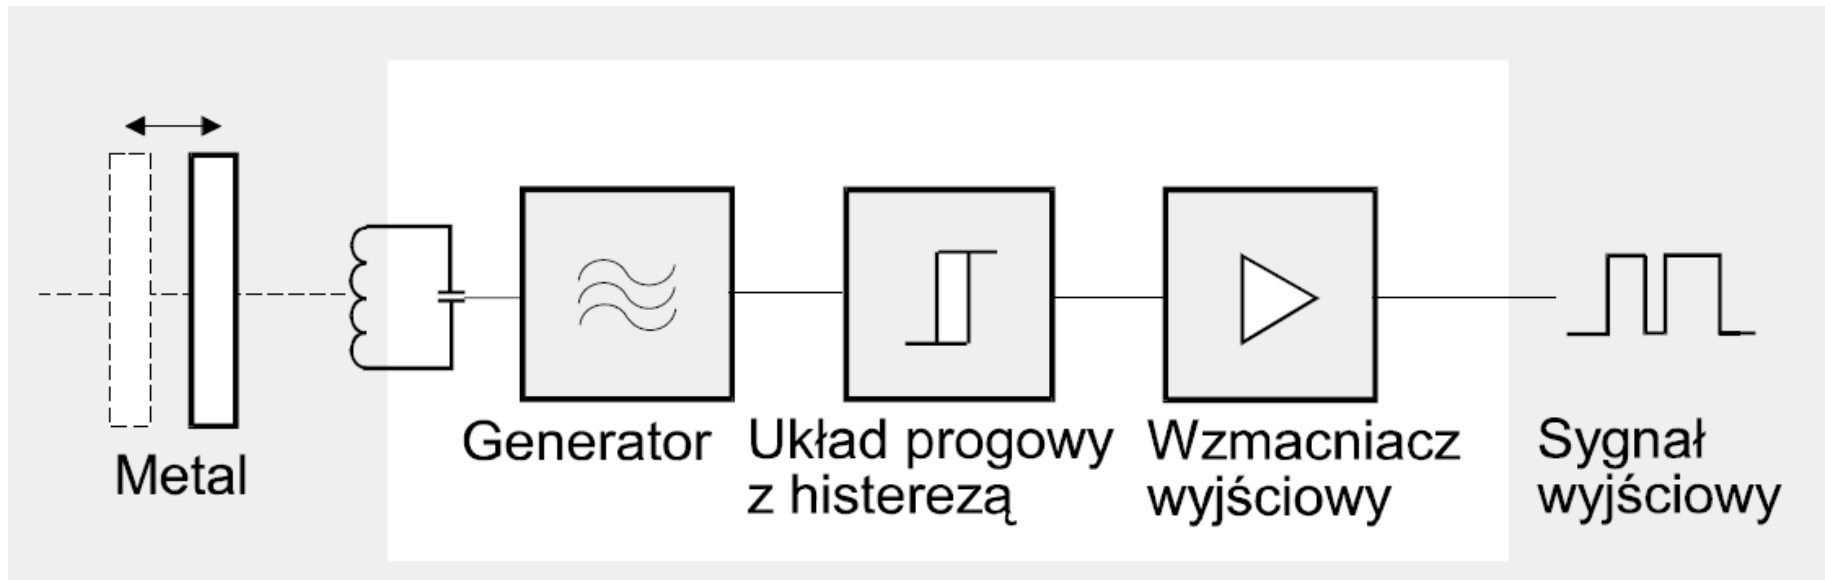 Metal
Generator
Układ progowy
z histerezą
Wzmacniacz
wyjściowy
Sygnał
wyjściowy